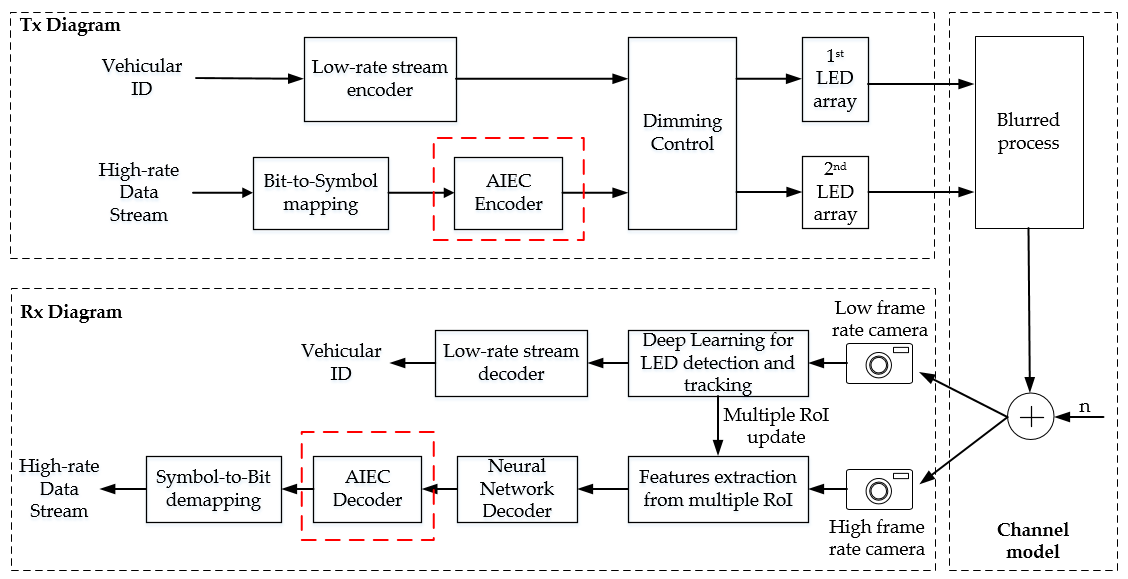 Tx Diagram
Vehicular
ID
Low-rate stream
encoder
High-rate
Data
Stream
Bit-to-Symbol
mapping
AIEC
Encoder
Dimming
Control
1st
LED
array
2nd
LED
array
Blurred
process
Rx Diagram
Vehicular
ID
Low-rate stream
decoder
Deep Learning for
LED detection and
tracking
Low frame
rate camera
Multiple RoI
update
n
High-rate
Data
Stream
Symbol-to-Bit
demapping
AIEC
Decoder
Neural
Network
Decoder
Features extraction
from multiple RoI
High frame
rate camera
Channel
model